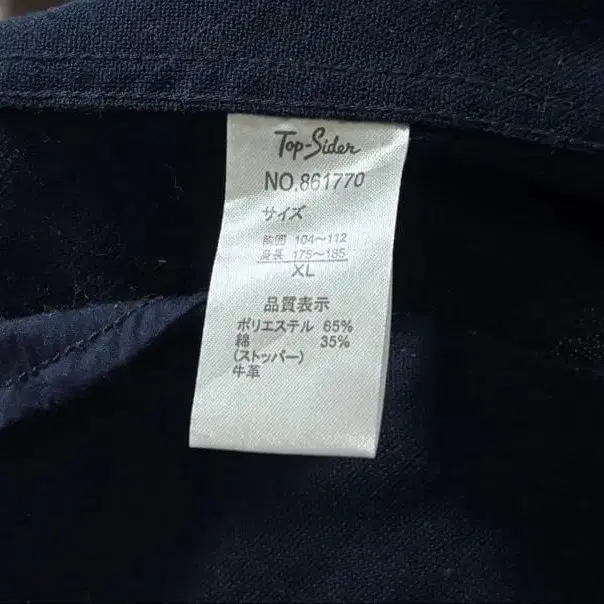 Top-Sider
NO.861770
サイズ
胸囲 104〜112
身長 175〜185
XL
品質表示
ポリエステル 65%
綿 35%
(ストッパー)
牛革